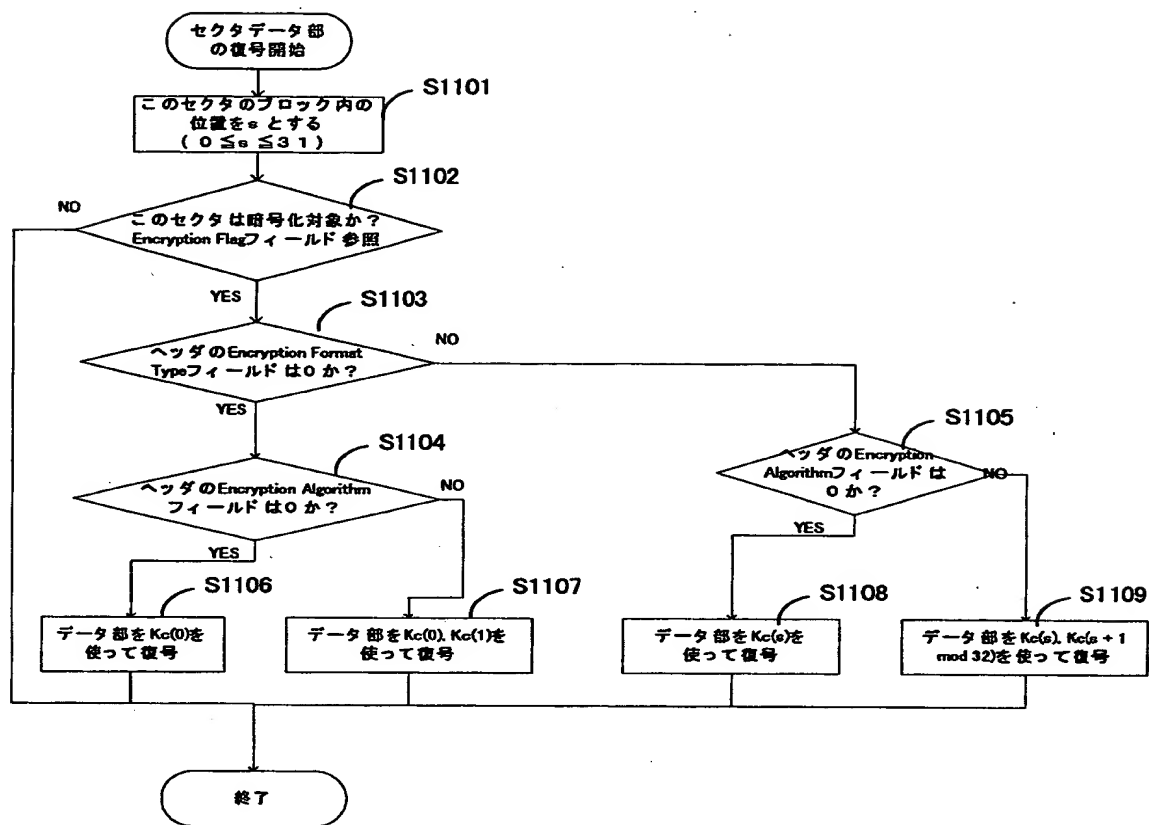 セクタデータ部
の復号開始
S1101
このセクタのブロック内の
位置をsとする
( 0 ≦s ≦3 1 )
S1102
NO
このセクタは暗号化対象か?
Encryption Flagフィールド参照
YES
S1103
NO
ヘッダのEncryption Format
Typeフィールドは0か?
YES
S1104
S1105
ヘッダのEncryption Algorithm
フィールドは0か?
NO
ヘッダのEncryption
Algorithmフィールドは
0か?
NO
YES
YES
S1106
S1107
S1108
S1109
データ部をKc(0)を
使って復号
データ部をKc(0), Kc(1)を
使って復号
データ部をKc(s)を
使って復号
データ部をKc(s), Kc(s + 1
mod 32)を使って復号
終了